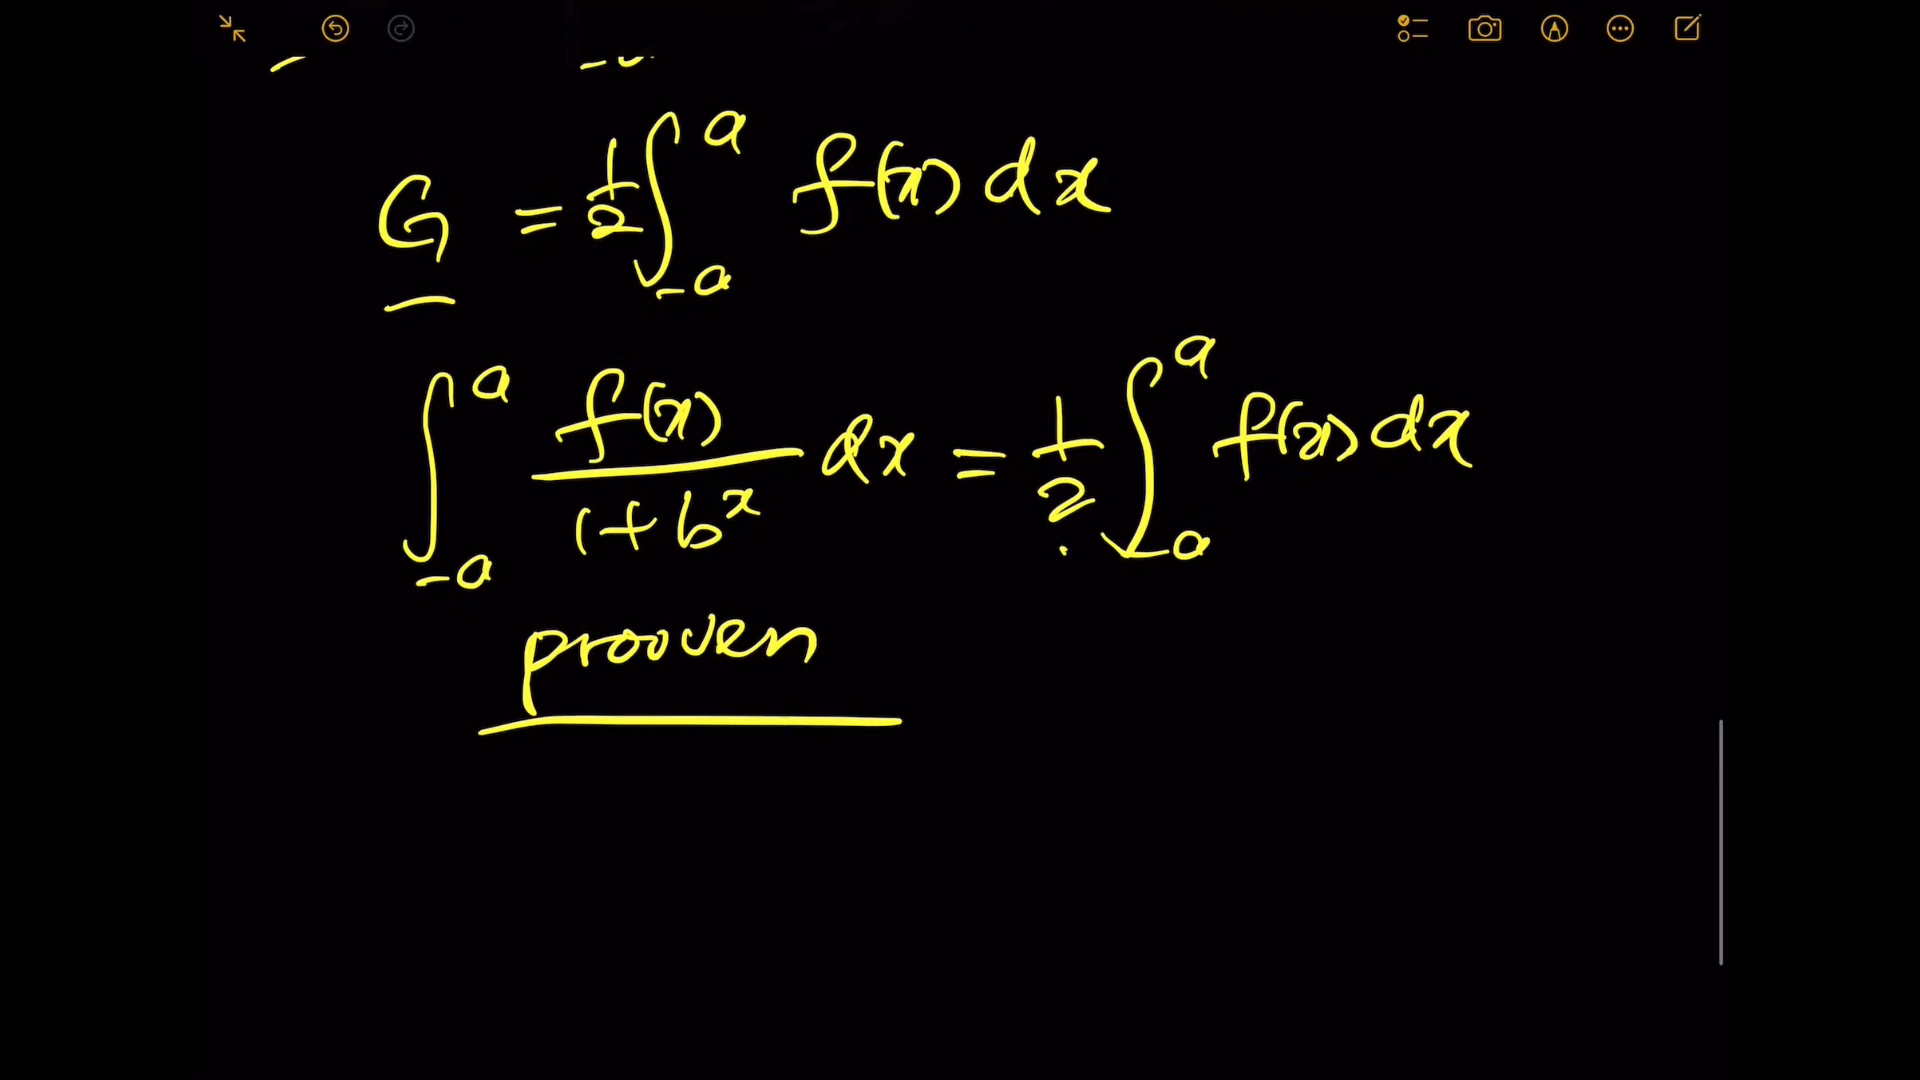 G = 1/2 ∫_{-a}^{a} f(x) dx
∫_{-a}^{a} f(x)/(1+b^x) dx = 1/2 ∫_{-a}^{a} f(x) dx
prooven